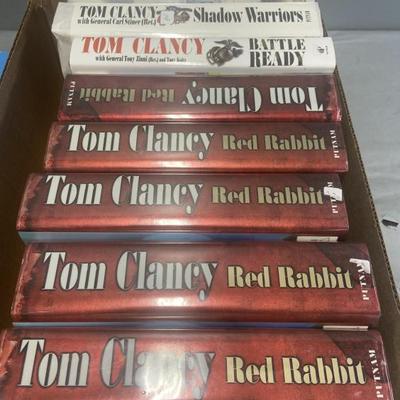 TOM CLANCY Shadow Warriors
with General Carl Stiner (Ret.)
TOM CLANCY BATTLE READY
with General Tony Zinni (Ret.) and Tony Koltz
Tom Clancy Red Rabbit PUTNAM
Tom Clancy Red Rabbit PUTNAM
Tom Clancy Red Rabbit PUTNAM
Tom Clancy Red Rabbit PUTNAM
Tom Clancy Red Rabbit PUTNAM